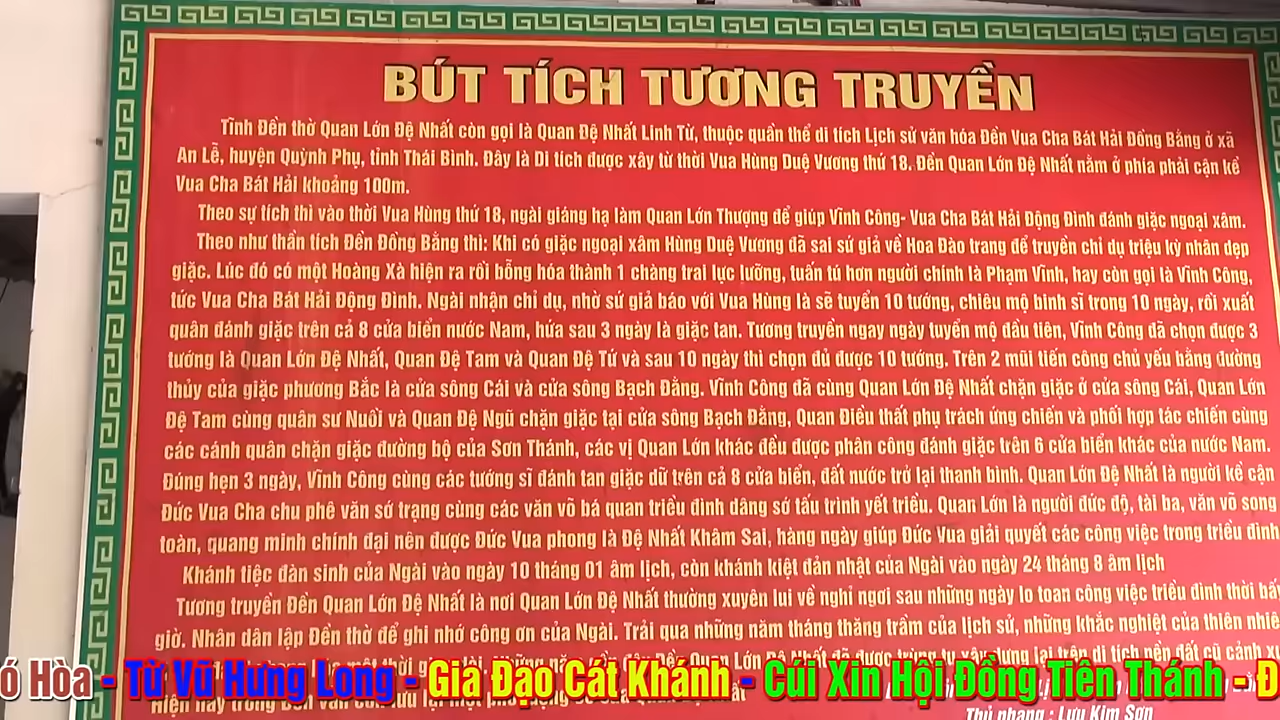 BÚT TÍCH TƯƠNG TRUYỀN
Tĩnh Đền thờ Quan Lớn Đệ Nhất còn gọi là Quan Đệ Nhất Linh Từ, thuộc quần thể di tích Lịch sử văn hóa Đền Vua Cha Bát Hải Đồng Bằng ở xã
An Lễ, huyện Quỳnh Phụ, tỉnh Thái Bình. Đây là Di tích được xây từ thời Vua Hùng Duệ Vương thứ 18. Đền Quan Lớn Đệ Nhất nằm ở phía phải cận kề
Vua Cha Bát Hải khoảng 100m.
Theo sự tích thì vào thời Vua Hùng thứ 18, ngài giáng hạ làm Quan Lớn Thượng để giúp Vĩnh Công- Vua Cha Bát Hải Động Đình đánh giặc ngoại xâm.
Theo như thần tích Đền Đồng Bằng thì: Khi có giặc ngoại xâm Hùng Duệ Vương đã sai sứ giả về Hoa Đào trang để truyền chỉ dụ triệu kỳ nhân dẹp
giặc. Lúc đó có một Hoàng Xà hiện ra rồi bỗng hóa thành 1 chàng trai lực lưỡng, tuấn tú hơn người chính là Phạm Vĩnh, hay còn gọi là Vĩnh Công,
tức Vua Cha Bát Hải Động Đình. Ngài nhận chỉ dụ, nhờ sứ giả báo với Vua Hùng là sẽ tuyển 10 tướng, chiêu mộ binh sĩ trong 10 ngày, rồi xuất
quân đánh giặc trên cả 8 cửa biển nước Nam, hứa sau 3 ngày là giặc tan. Tương truyền ngay ngày tuyển mộ đầu tiên, Vĩnh Công đã chọn được 3
tướng là Quan Lớn Đệ Nhất, Quan Đệ Tam và Quan Đệ Tứ và sau 10 ngày thì chọn đủ được 10 tướng. Trên 2 mũi tiến công chủ yếu bằng đường
thủy của giặc phương Bắc là cửa sông Cái và cửa sông Bạch Đằng. Vĩnh Công đã cùng Quan Lớn Đệ Nhất chặn giặc ở cửa sông Cái, Quan Lớn
Đệ Tam cùng quân sư Nuôi và Quan Đệ Ngũ chặn giặc tại cửa sông Bạch Đằng, Quan Điều thất phụ trách ứng chiến và phối hợp tác chiến cùng
các cánh quân chặn giặc đường bộ của Sơn Thánh, các vị Quan Lớn khác đều được phân công đánh giặc trên 6 cửa biển khác của nước Nam.
Đúng hẹn 3 ngày, Vĩnh Công cùng các tướng sĩ đánh tan giặc dữ trên cả 8 cửa biển, đất nước trở lại thanh bình. Quan Lớn Đệ Nhất là người kề cận
Đức Vua Cha chu phê văn sớ trạng cùng các văn võ bá quan triều đình dâng sớ tấu trình yết triều. Quan Lớn là người đức độ, tài ba, văn võ song
toàn, quang minh chính đại nên được Đức Vua phong là Đệ Nhất Khâm Sai, hàng ngày giúp Đức Vua giải quyết các công việc trong triều đình
Khánh tiệc đản sinh của Ngài vào ngày 10 tháng 01 âm lịch, còn khánh kiệt đản nhật của Ngài vào ngày 24 tháng 8 âm lịch
Tương truyền Đền Quan Lớn Đệ Nhất là nơi Quan Lớn Đệ Nhất thường xuyên lui về nghỉ ngơi sau những ngày lo toan công việc triều đình thời bấy
giờ. Nhân dân lập Đền thờ để ghi nhớ công ơn của Ngài. Trải qua những năm tháng thăng trầm của lịch sử, những khắc nghiệt của thiên nhiê
Quan Lớn Đệ Nhất đã được trùng tu xây dựng lại trên di tích nền đất cũ cảnh x
Hiện nay trong Đền vẫn
Thủ nhang : Lưu Kim Sơn
Hòa - Từ Vũ Hưng Long - Gia Đạo Cát Khánh - Cúi Xin Hội Đồng Tiên Thánh - Đ